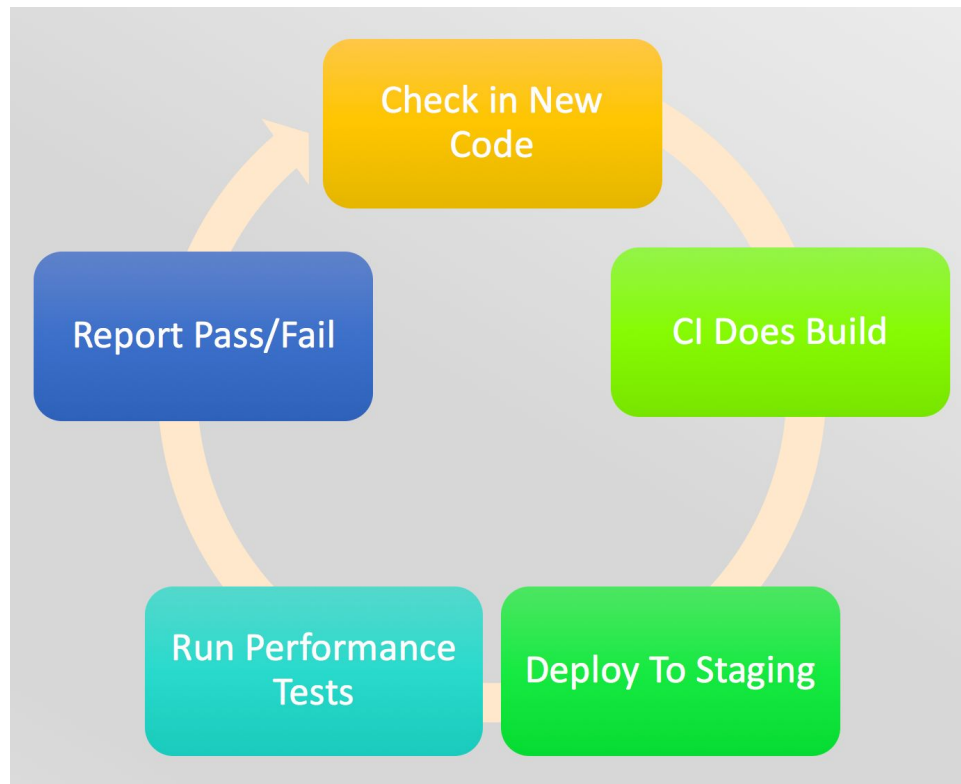 Check in New
Code
CI Does Build
Deploy To Staging
Run Performance
Tests
Report Pass/Fail